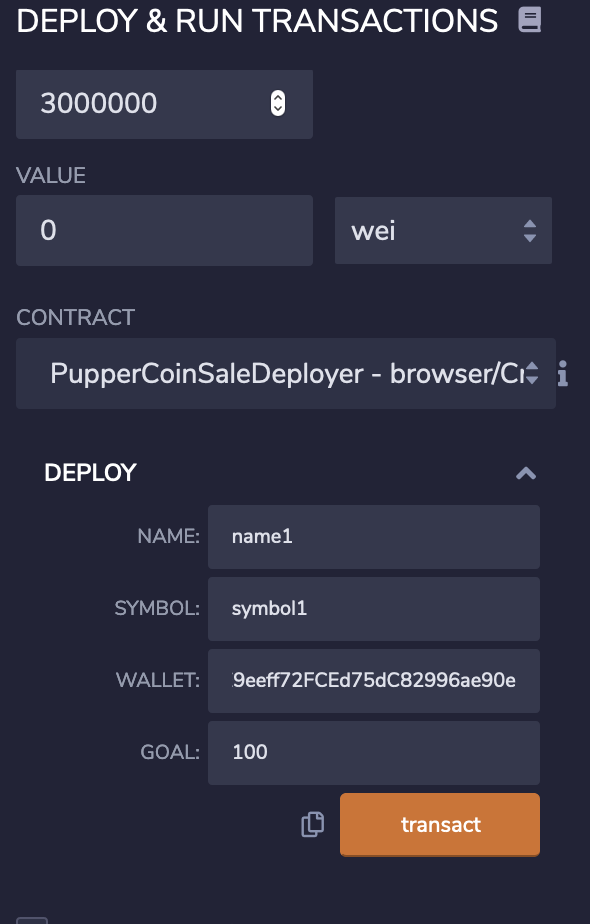 DEPLOY & RUN TRANSACTIONS
3000000
VALUE
0 wei
CONTRACT
PupperCoinSaleDeployer - browser/Cr
DEPLOY
NAME: name1
SYMBOL: symbol1
WALLET: .9eeff72FCEd75dC82996ae90e
GOAL: 100
transact